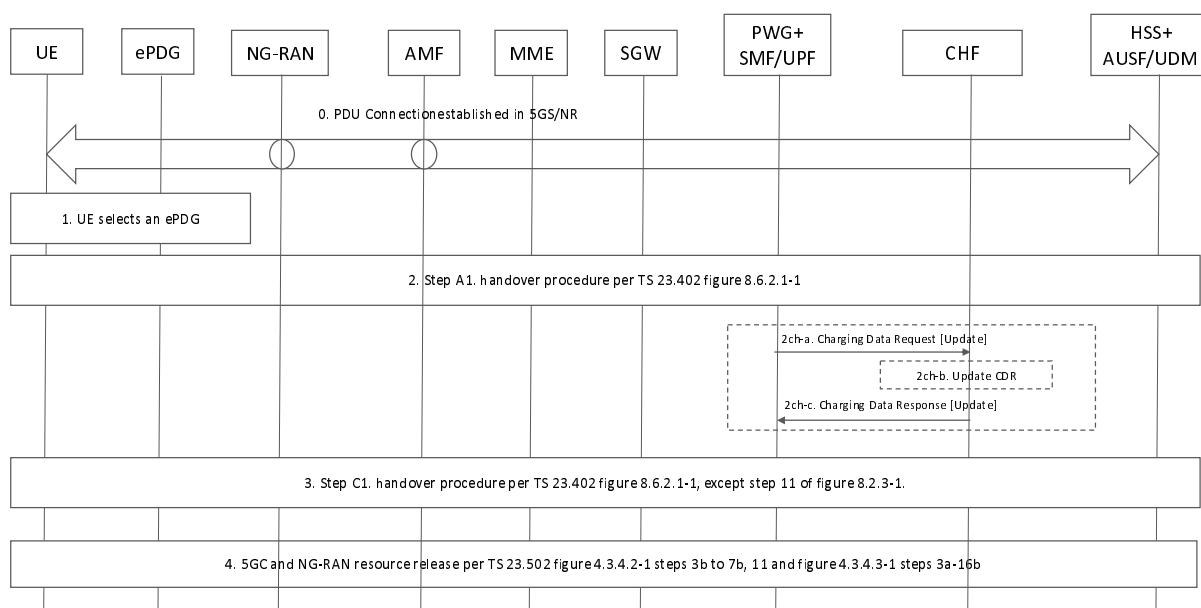 UE
ePDG
NG-RAN
AMF
MME
SGW
PWG+
SMF/UPF
CHF
HSS+
AUSF/UDM
0. PDU Connectionestablished in 5GS/NR
1. UE selects an ePDG
2. Step A1. handover procedure per TS 23.402 figure 8.6.2.1-1
2ch-a. Charging Data Request [Update]
2ch-b. Update CDR
2ch-c. Charging Data Response [Update]
3. Step C1. handover procedure per TS 23.402 figure 8.6.2.1-1, except step 11 of figure 8.2.3-1.
4. 5GC and NG-RAN resource release per TS 23.502 figure 4.3.4.2-1 steps 3b to 7b, 11 and figure 4.3.4.3-1 steps 3a-16b